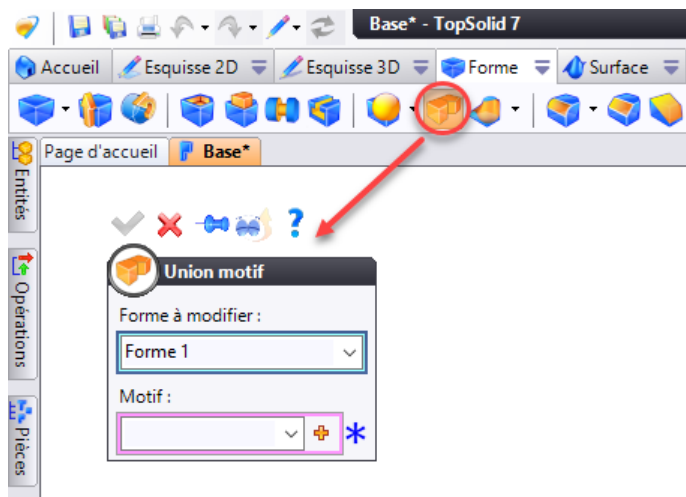 Base* - TopSolid 7
Accueil Esquisse 2D Esquisse 3D Forme Surface
Page d'accueil Base*
Entités
Opérations
Pièces
?
Union motif
Forme à modifier :
Forme 1
Motif :